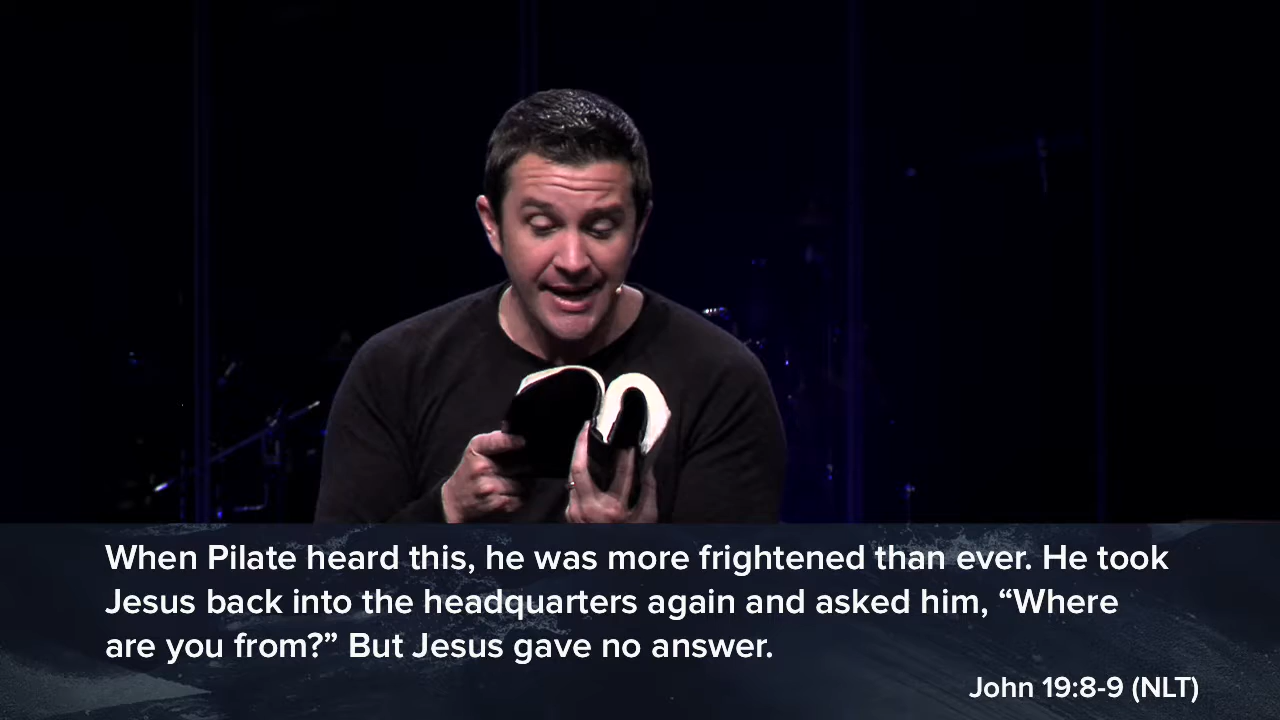 When Pilate heard this, he was more frightened than ever. He took
Jesus back into the headquarters again and asked him, “Where
are you from?” But Jesus gave no answer.
John 19:8-9 (NLT)